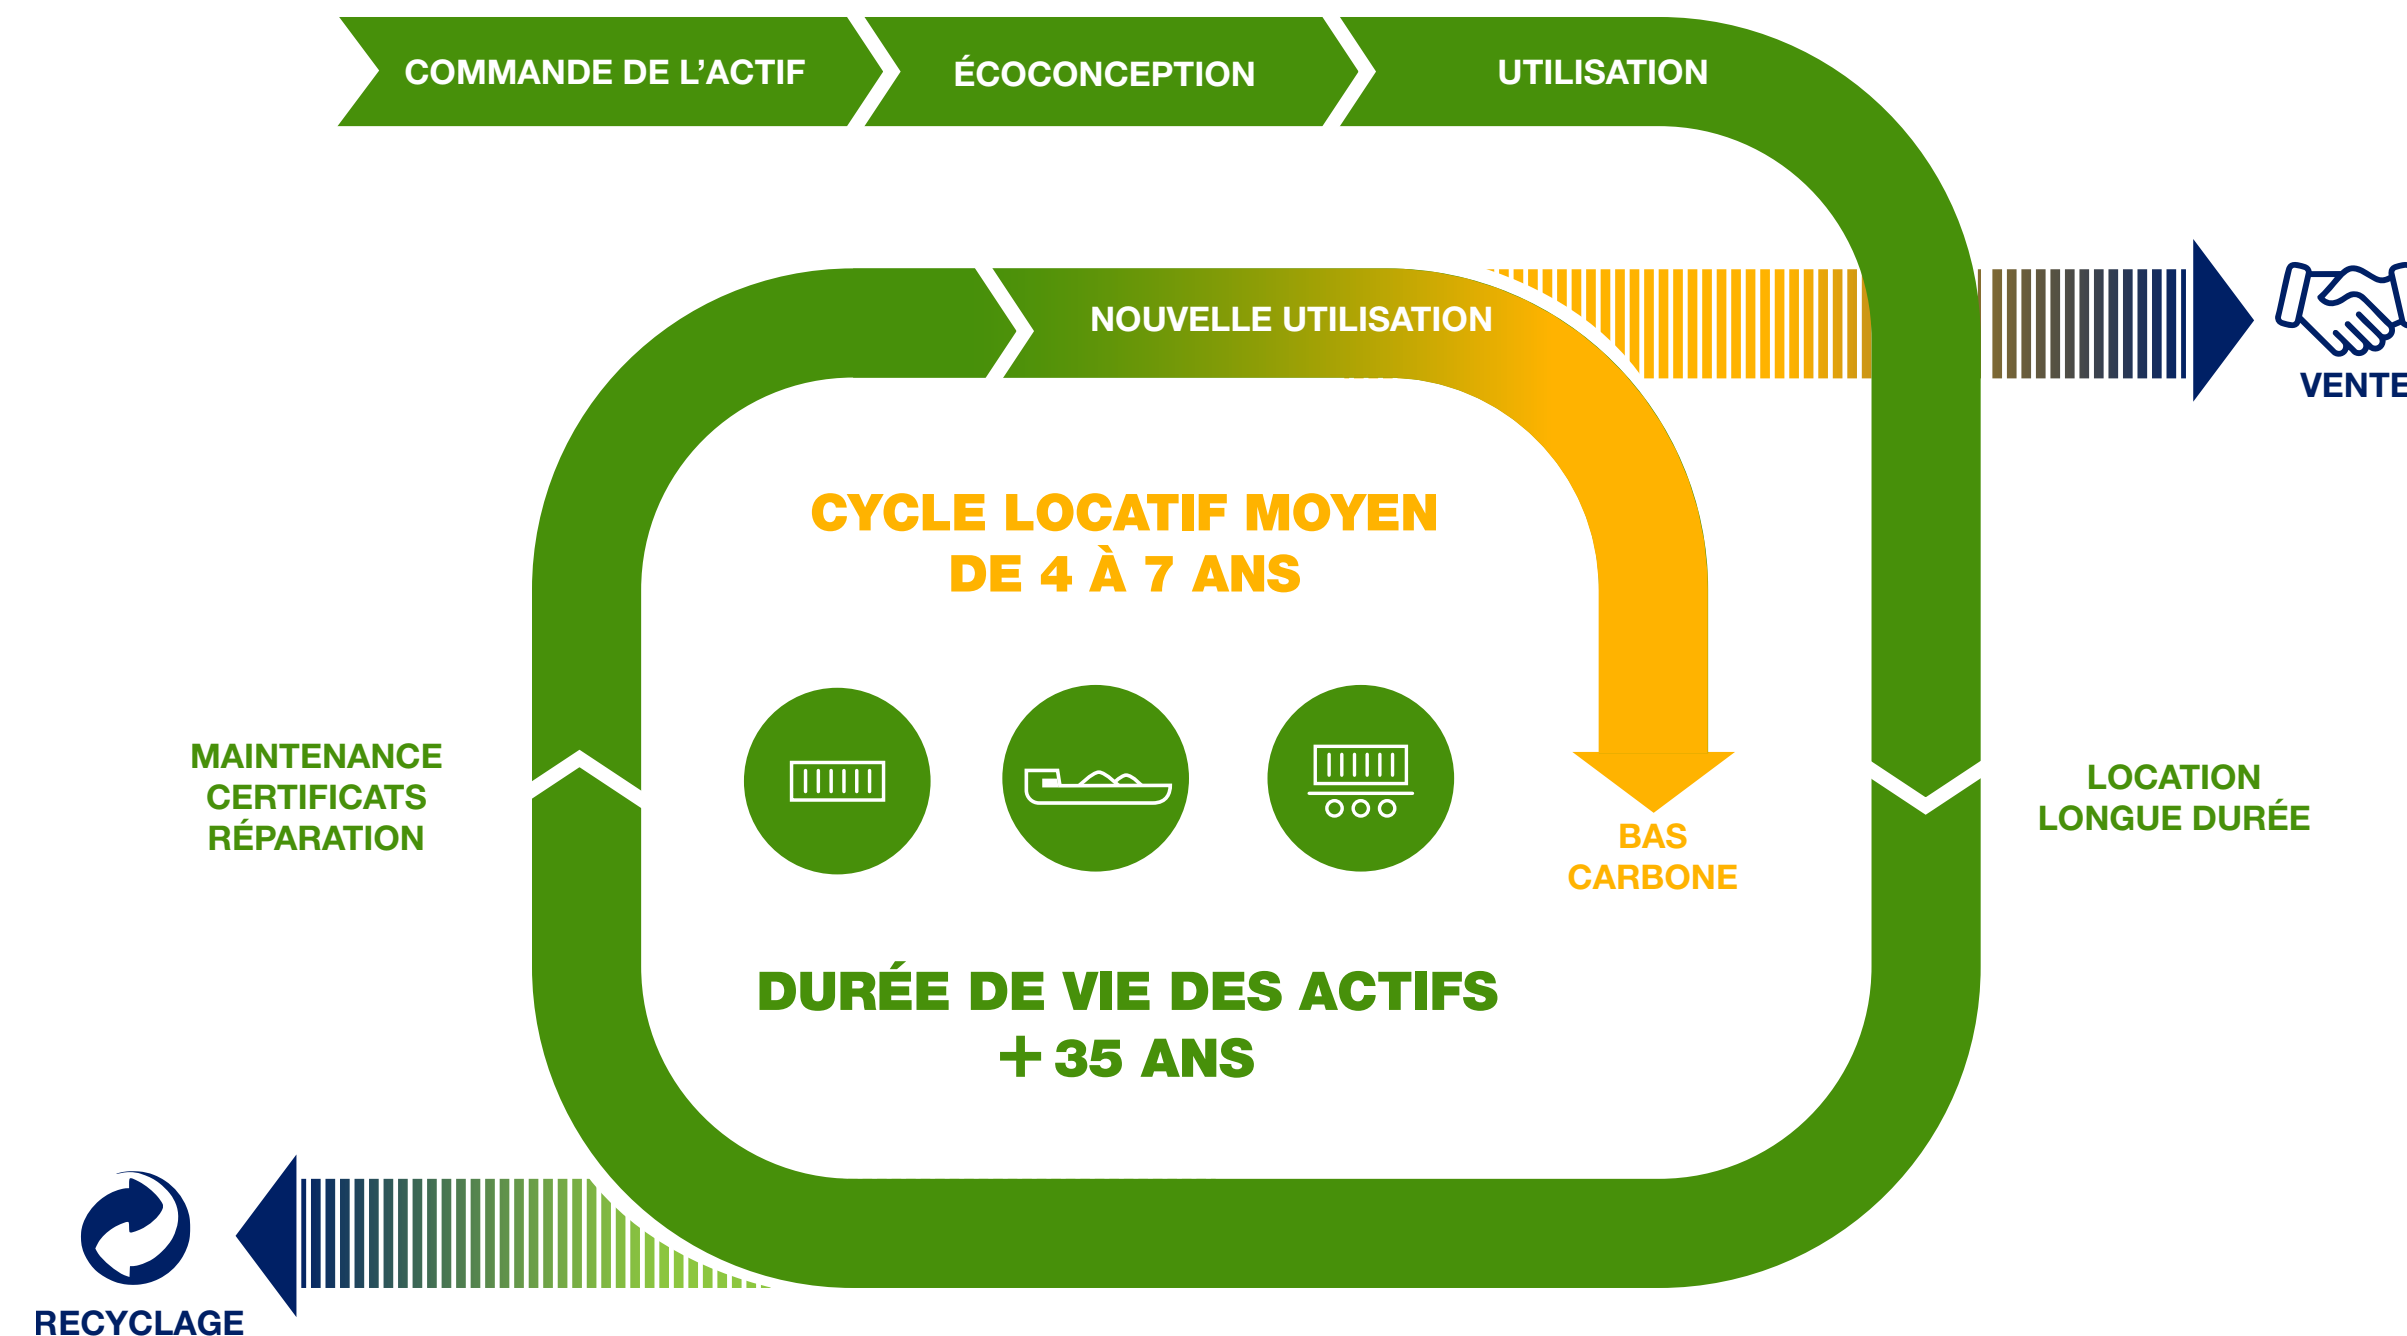 COMMANDE DE L’ACTIF
ÉCOCONCEPTION
UTILISATION
NOUVELLE UTILISATION
VENTE
CYCLE LOCATIF MOYEN
DE 4 À 7 ANS
MAINTENANCE
CERTIFICATS
RÉPARATION
LOCATION
LONGUE DURÉE
BAS
CARBONE
DURÉE DE VIE DES ACTIFS
+ 35 ANS
RECYCLAGE